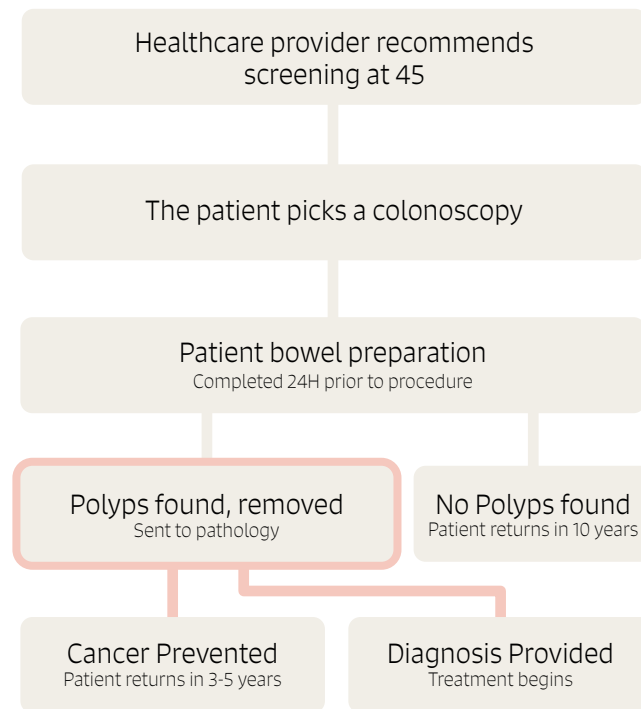 Healthcare provider recommends
screening at 45
The patient picks a colonoscopy
Patient bowel preparation
Completed 24H prior to procedure
Polyps found, removed
Sent to pathology
No Polyps found
Patient returns in 10 years
Cancer Prevented
Patient returns in 3-5 years
Diagnosis Provided
Treatment begins